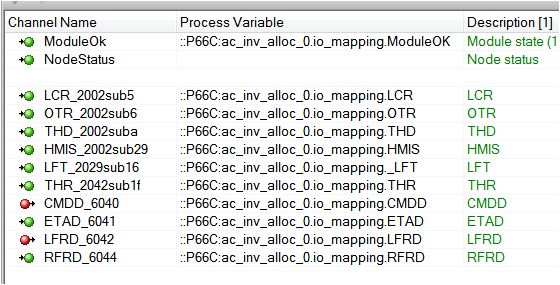 Channel Name Process Variable Description [1]
ModuleOk ::P66C:ac_inv_alloc_0.io_mapping.ModuleOK Module state (1
NodeStatus Node status
LCR_2002sub5 ::P66C:ac_inv_alloc_0.io_mapping.LCR LCR
OTR_2002sub6 ::P66C:ac_inv_alloc_0.io_mapping.OTR OTR
THD_2002suba ::P66C:ac_inv_alloc_0.io_mapping.THD THD
HMIS_2002sub29 ::P66C:ac_inv_alloc_0.io_mapping.HMIS HMIS
LFT_2029sub16 ::P66C:ac_inv_alloc_0.io_mapping._LFT LFT
THR_2042sub1f ::P66C:ac_inv_alloc_0.io_mapping.THR THR
CMDD_6040 ::P66C:ac_inv_alloc_0.io_mapping.CMDD CMDD
ETAD_6041 ::P66C:ac_inv_alloc_0.io_mapping.ETAD ETAD
LFRD_6042 ::P66C:ac_inv_alloc_0.io_mapping.LFRD LFRD
RFRD_6044 ::P66C:ac_inv_alloc_0.io_mapping.RFRD RFRD